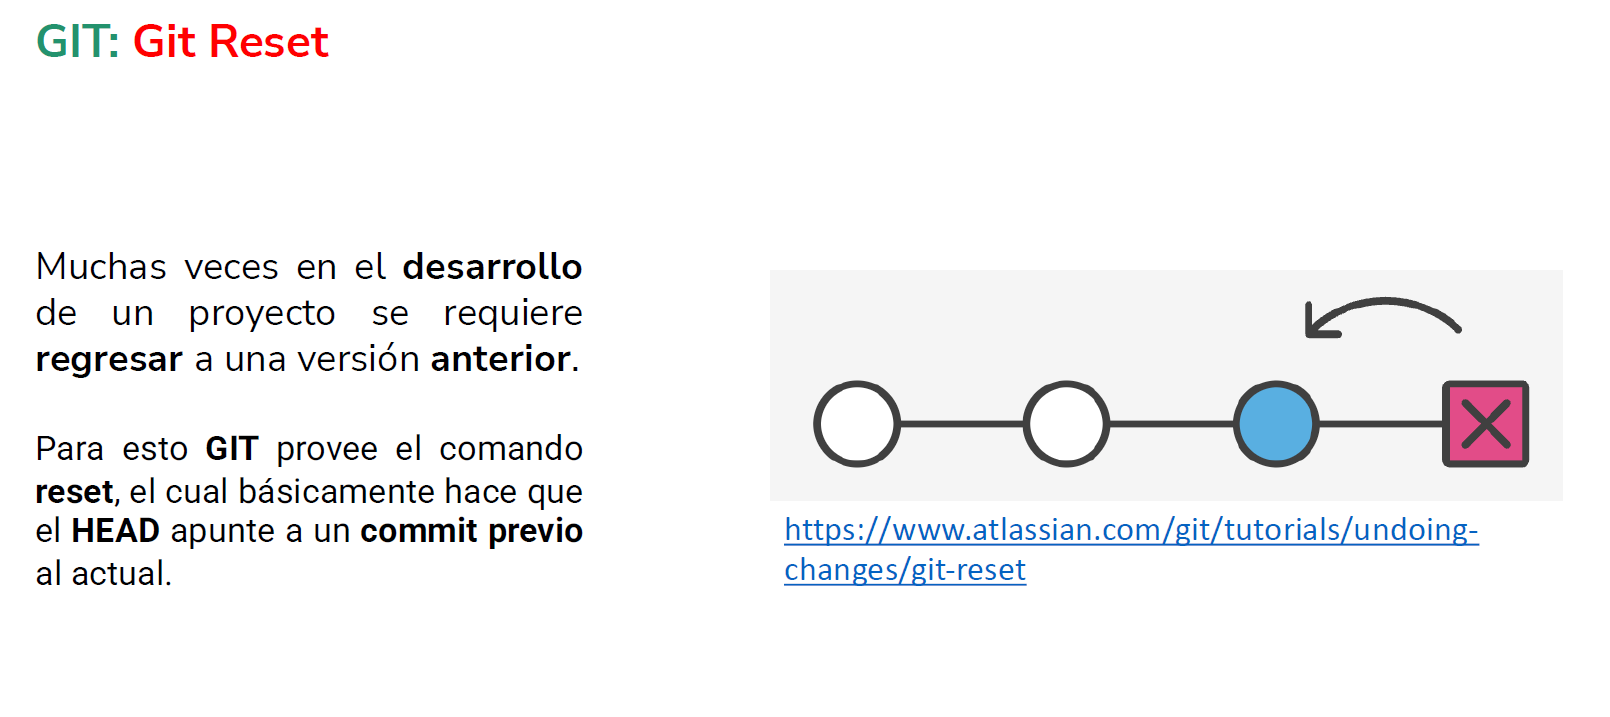 GIT: Git Reset
Muchas veces en el desarrollo
de un proyecto se requiere
regresar a una versión anterior.
Para esto GIT provee el comando
reset, el cual básicamente hace que
el HEAD apunte a un commit previo
al actual.
https://www.atlassian.com/git/tutorials/undoing-
changes/git-reset